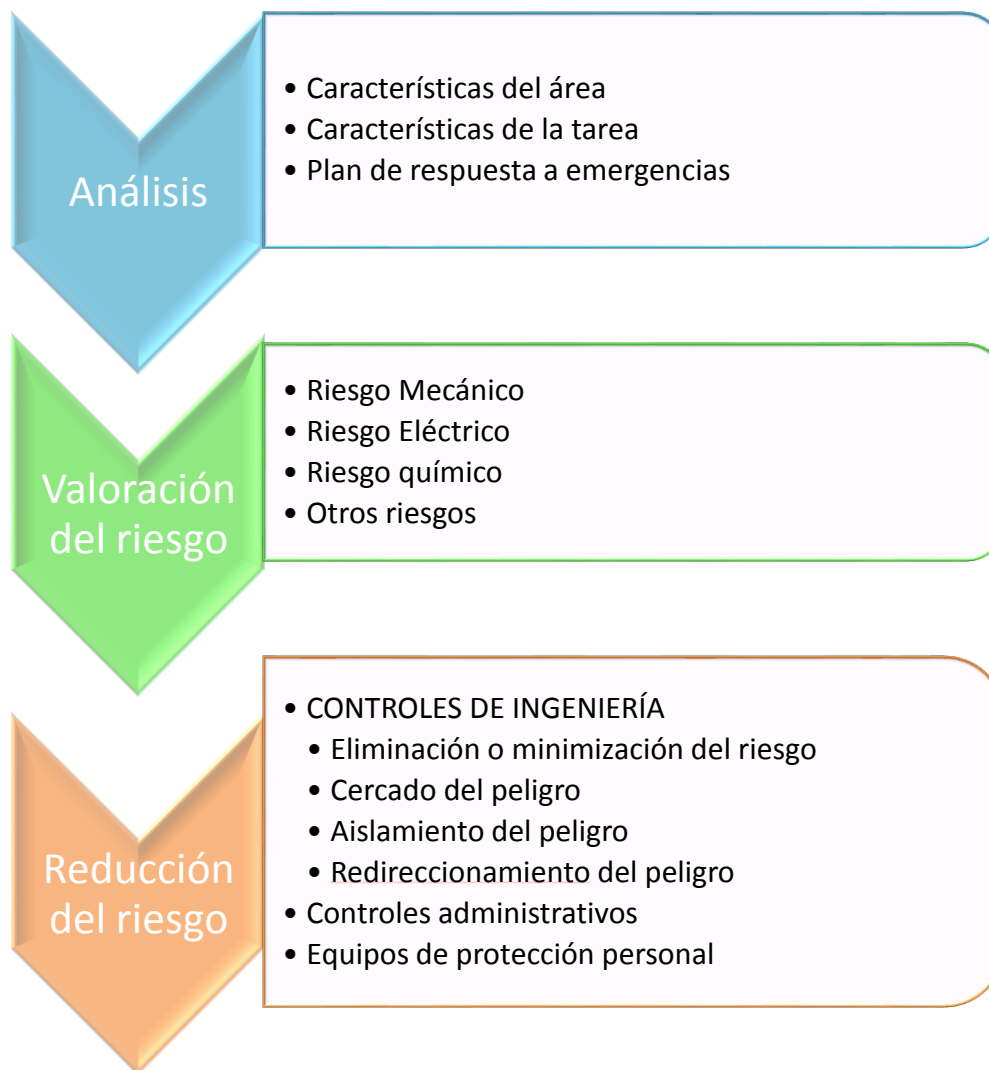 Análisis
• Características del área
• Características de la tarea
• Plan de respuesta a emergencias
Valoración
del riesgo
• Riesgo Mecánico
• Riesgo Eléctrico
• Riesgo químico
• Otros riesgos
Reducción
del riesgo
• CONTROLES DE INGENIERÍA
• Eliminación o minimización del riesgo
• Cercado del peligro
• Aislamiento del peligro
• Redireccionamiento del peligro
• Controles administrativos
• Equipos de protección personal